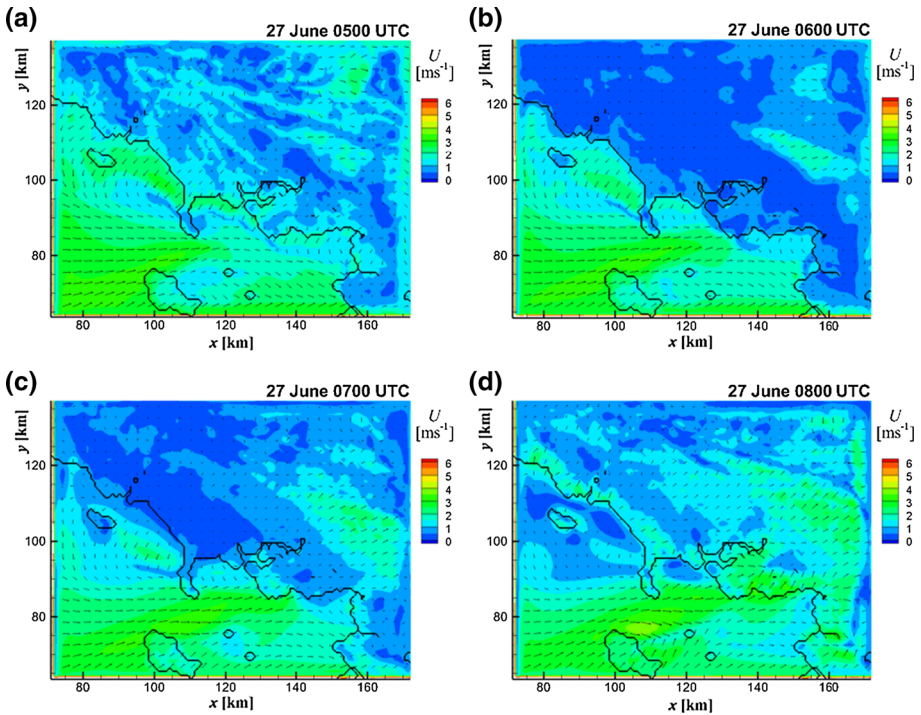 (a)
27 June 0500 UTC
y [km]
120
100
80
80 100 120 140 160
x [km]
U
[ms⁻¹]
6
5
4
3
2
1
0
(b)
27 June 0600 UTC
y [km]
120
100
80
80 100 120 140 160
x [km]
U
[ms⁻¹]
6
5
4
3
2
1
0
(c)
27 June 0700 UTC
y [km]
120
100
80
80 100 120 140 160
x [km]
U
[ms⁻¹]
6
5
4
3
2
1
0
(d)
27 June 0800 UTC
y [km]
120
100
80
80 100 120 140 160
x [km]
U
[ms⁻¹]
6
5
4
3
2
1
0